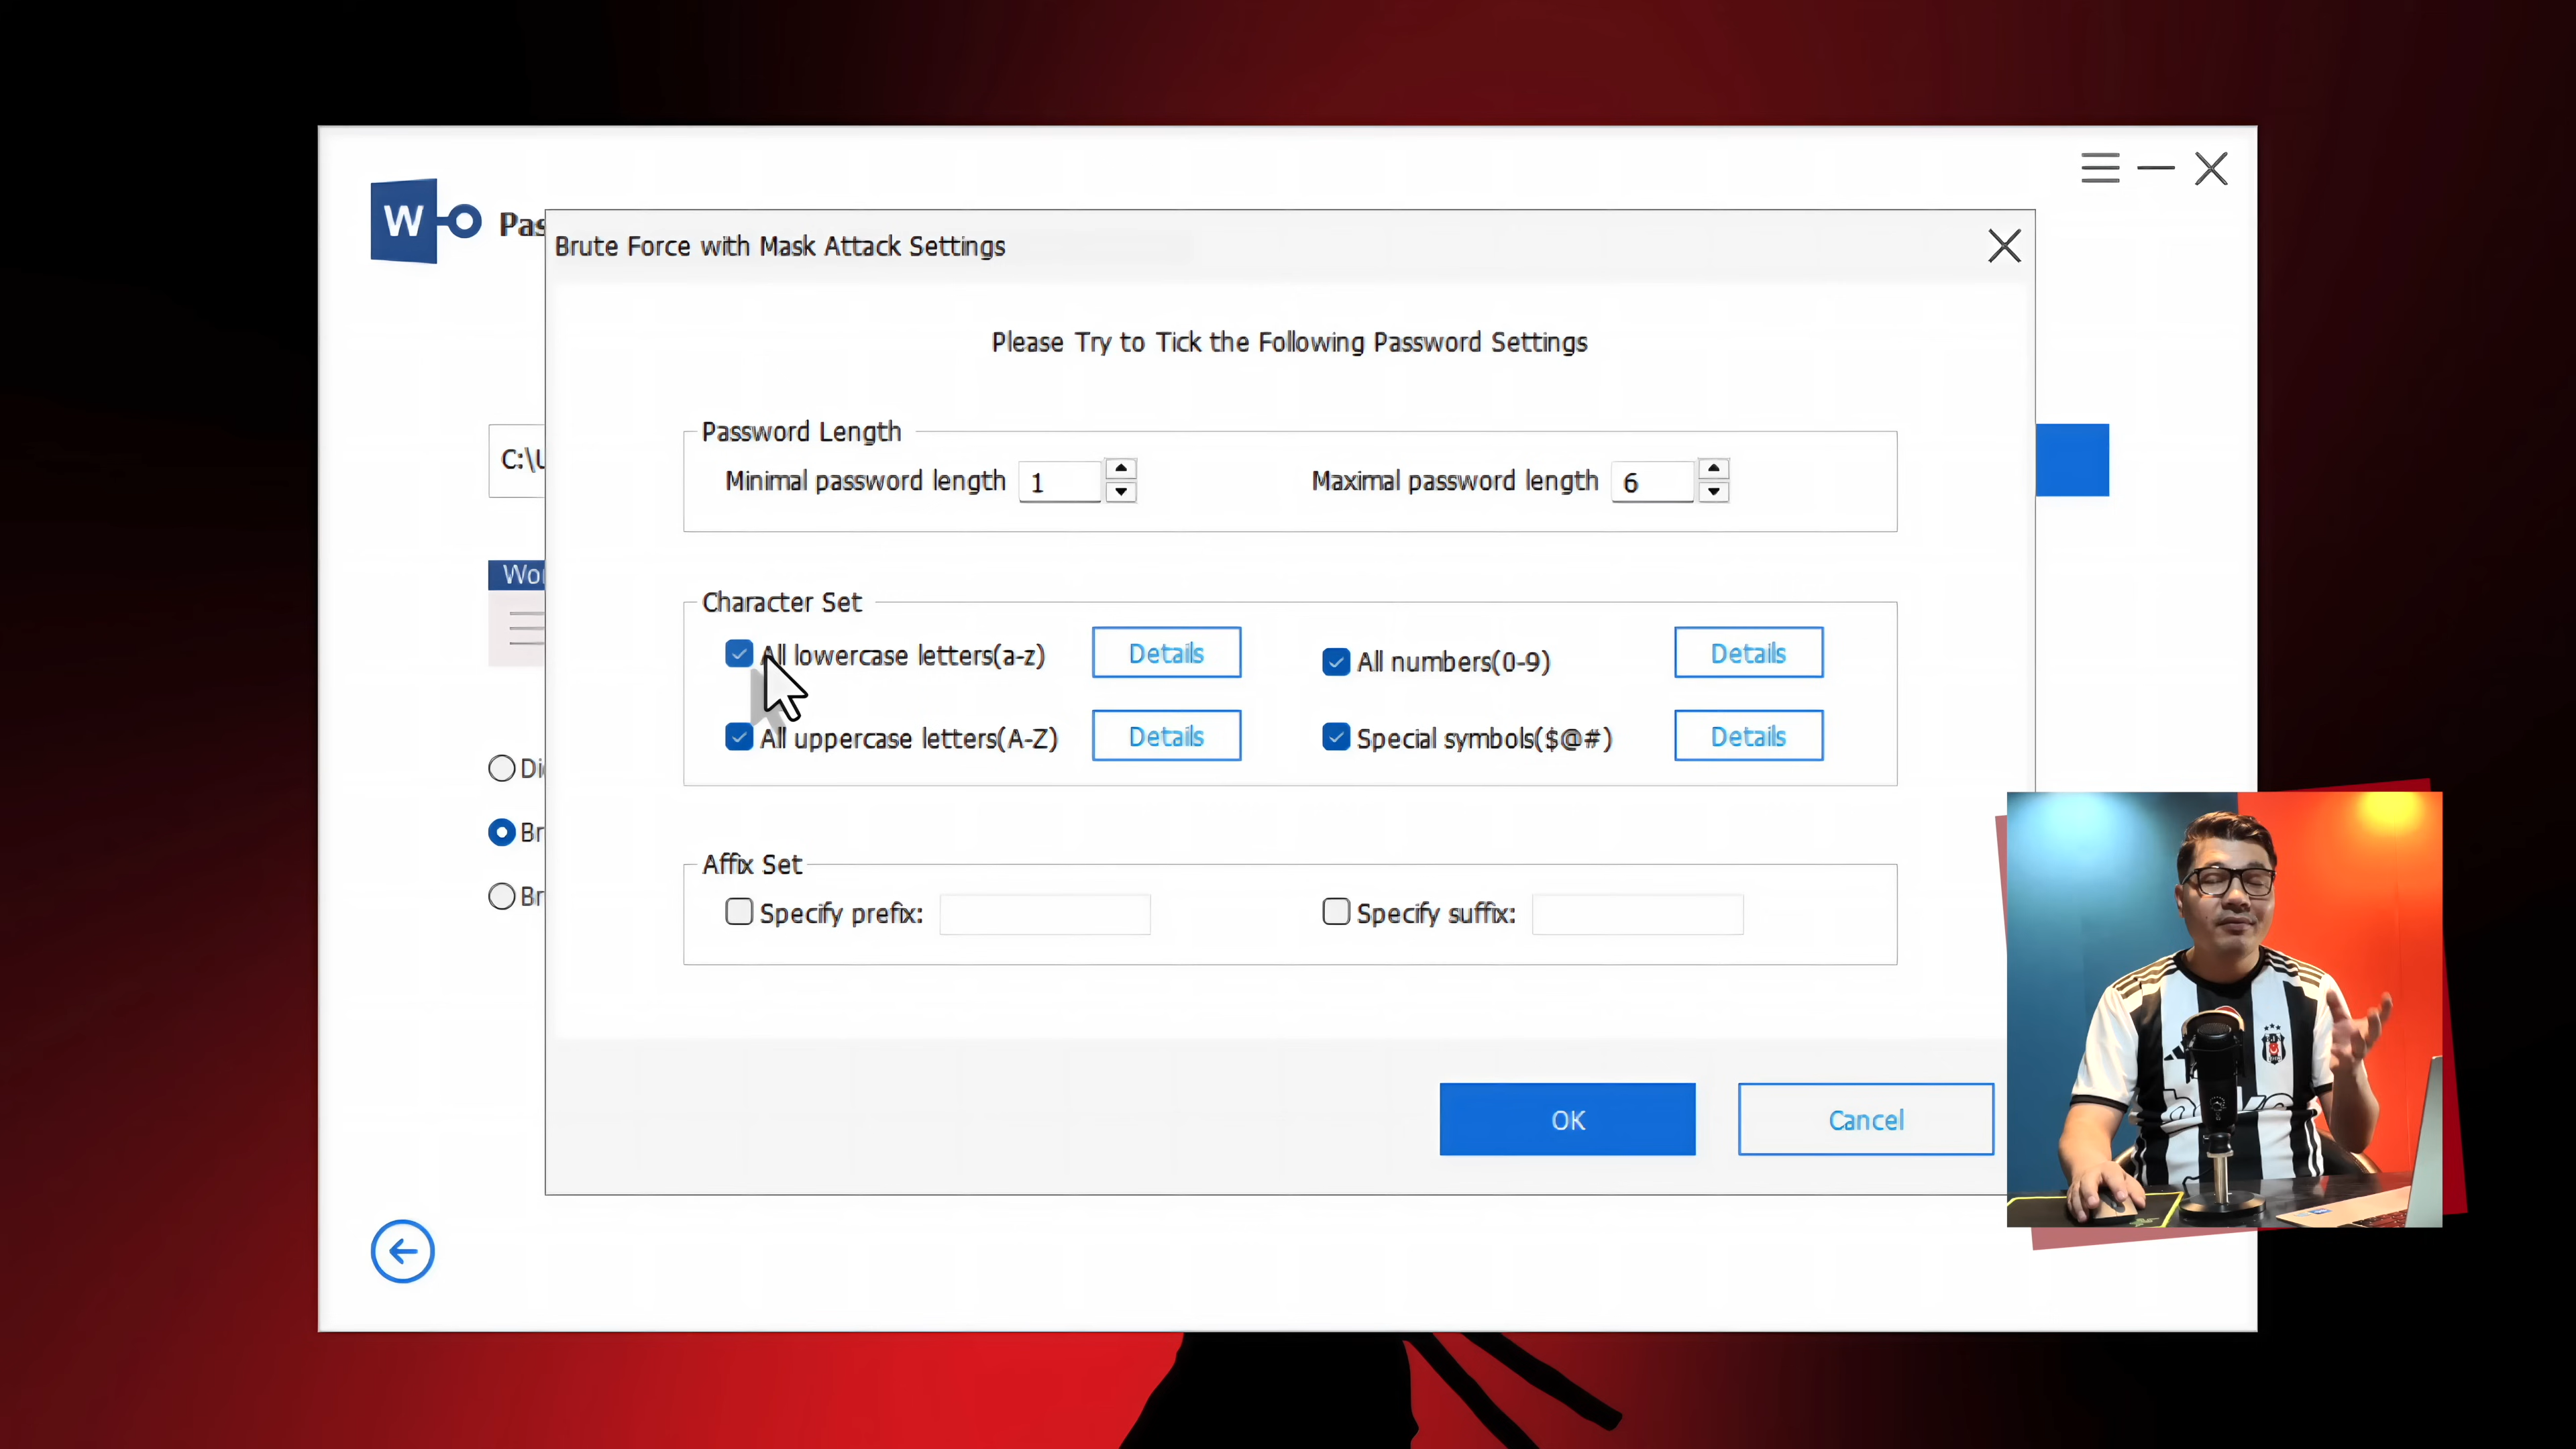 W
Pas
Brute Force with Mask Attack Settings
Please Try to Tick the Following Password Settings
Password Length
Minimal password length 1
Maximal password length 6
C:\U
Wor
Character Set
All lowercase letters(a-z) Details
All numbers(0-9) Details
All uppercase letters(A-Z) Details
Special symbols($@#) Details
Di
Br
Br
Affix Set
Specify prefix:
Specify suffix:
OK
Cancel